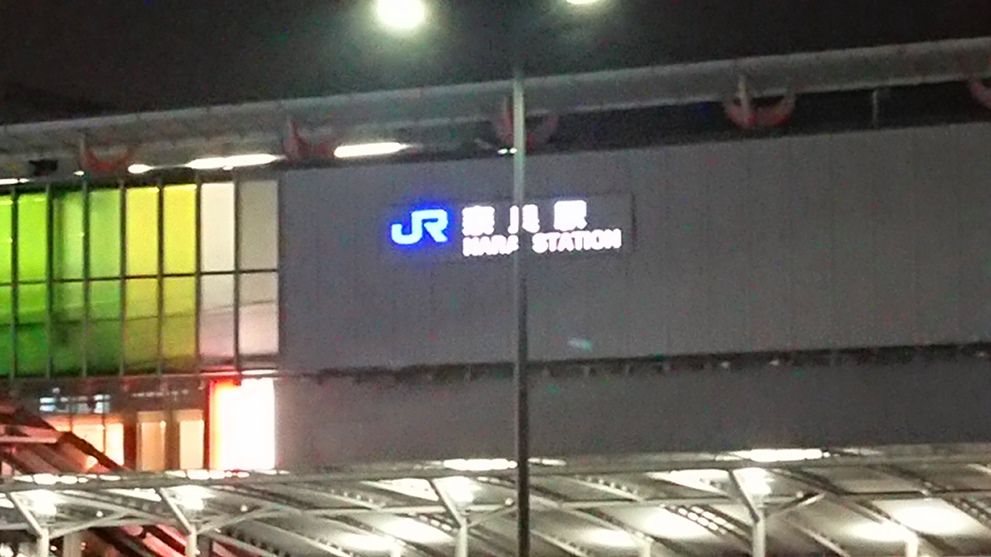 JR 奈良駅
NARA STATION